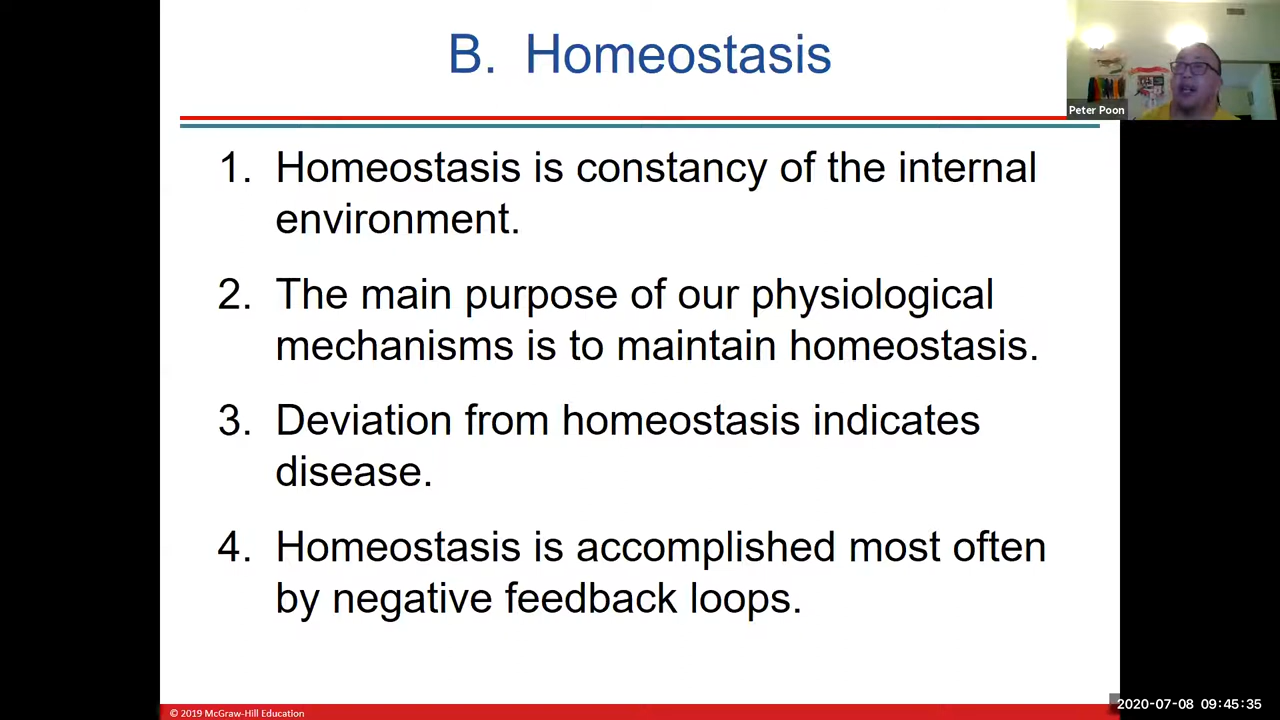 B. Homeostasis
Peter Poon
1. Homeostasis is constancy of the internal
environment.
2. The main purpose of our physiological
mechanisms is to maintain homeostasis.
3. Deviation from homeostasis indicates
disease.
4. Homeostasis is accomplished most often
by negative feedback loops.
© 2019 McGraw-Hill Education
2020-07-08 09:45:35